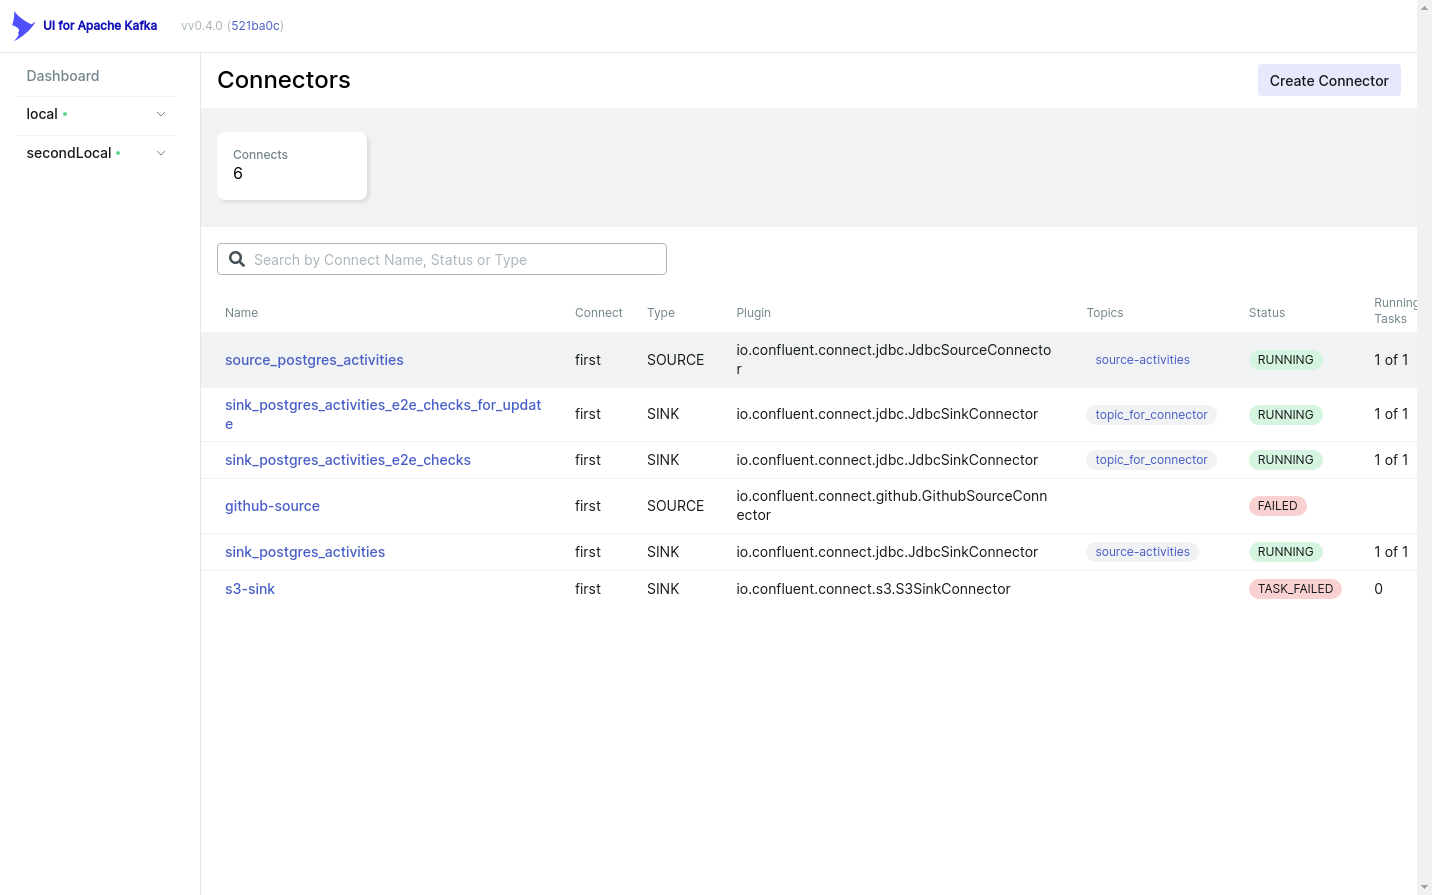 UI for Apache Kafka vv0.4.0 (521ba0c)
Dashboard
local
secondLocal
Connectors
Create Connector
Connects
6
Search by Connect Name, Status or Type
Name Connect Type Plugin Topics Status Running
Tasks
source_postgres_activities first SOURCE io.confluent.connect.jdbc.JdbcSourceConnecto
r source-activities RUNNING 1 of 1
sink_postgres_activities_e2e_checks_for_updat
e first SINK io.confluent.connect.jdbc.JdbcSinkConnector topic_for_connector RUNNING 1 of 1
sink_postgres_activities_e2e_checks first SINK io.confluent.connect.jdbc.JdbcSinkConnector topic_for_connector RUNNING 1 of 1
github-source first SOURCE io.confluent.connect.github.GithubSourceConn
ector FAILED
sink_postgres_activities first SINK io.confluent.connect.jdbc.JdbcSinkConnector source-activities RUNNING 1 of 1
s3-sink first SINK io.confluent.connect.s3.S3SinkConnector TASK_FAILED 0